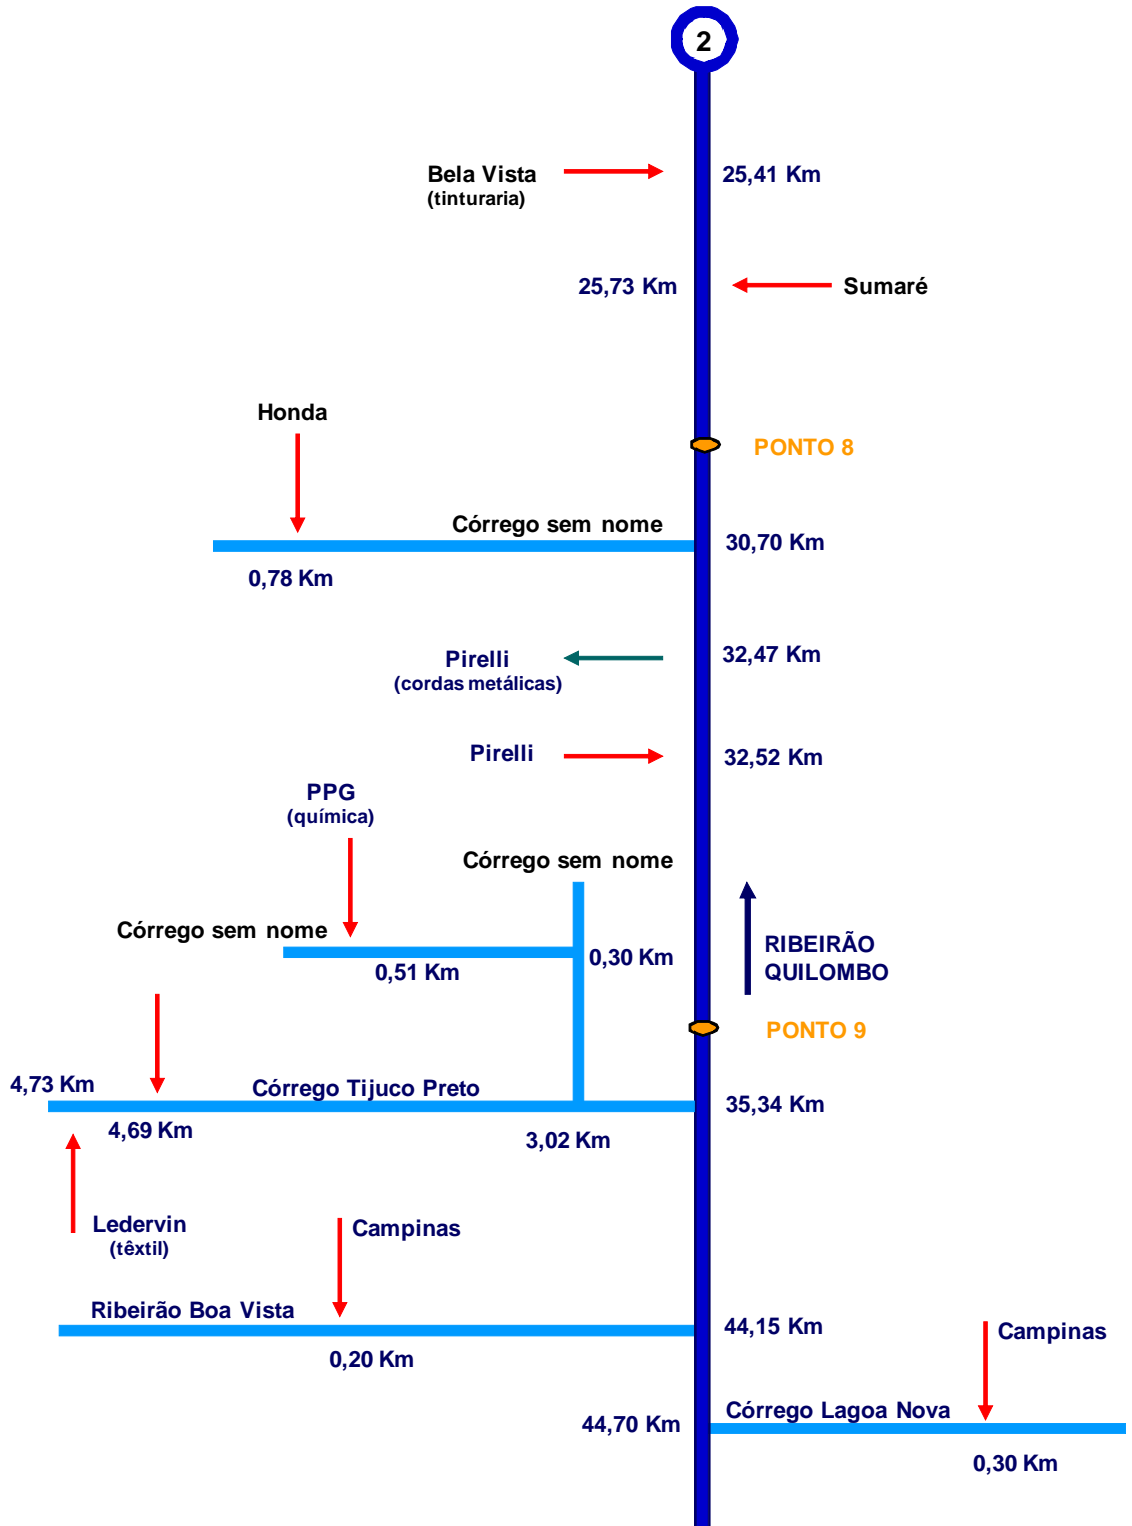 2
Bela Vista
(tinturaria)
25,41 Km
25,73 Km
Sumaré
Honda
PONTO 8
Córrego sem nome
30,70 Km
0,78 Km
Pirelli
(cordas metálicas)
32,47 Km
Pirelli
32,52 Km
PPG
(química)
Córrego sem nome
Córrego sem nome
0,30 Km
0,51 Km
RIBEIRÃO
QUILOMBO
PONTO 9
4,73 Km
Córrego Tijuco Preto
35,34 Km
4,69 Km
3,02 Km
Ledervin
(têxtil)
Campinas
Ribeirão Boa Vista
44,15 Km
Campinas
0,20 Km
44,70 Km
Córrego Lagoa Nova
0,30 Km